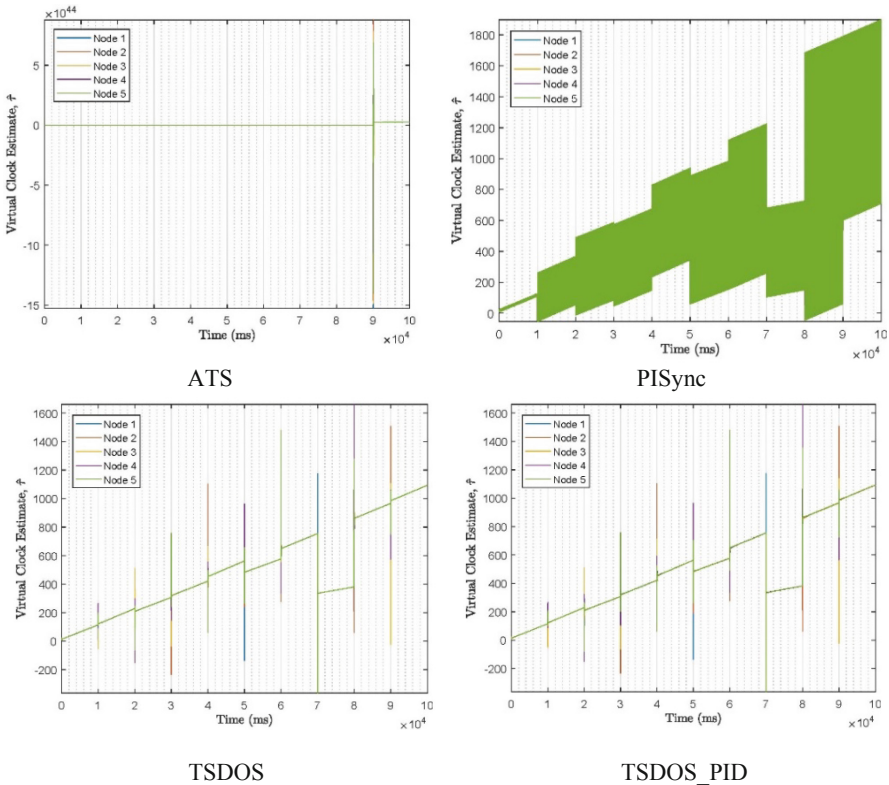 ×10^44
5
0
-5
-10
-15
Virtual Clock Estimate, τ̂
Node 1
Node 2
Node 3
Node 4
Node 5
0 1 2 3 4 5 6 7 8 9 10
Time (ms)
×10^4
ATS
1800
1600
1400
1200
1000
800
600
400
200
0
Virtual Clock Estimate, τ̂
Node 1
Node 2
Node 3
Node 4
Node 5
0 1 2 3 4 5 6 7 8 9 10
Time (ms)
×10^4
PISync
1600
1400
1200
1000
800
600
400
200
0
-200
Virtual Clock Estimate, τ̂
Node 1
Node 2
Node 3
Node 4
Node 5
0 1 2 3 4 5 6 7 8 9 10
Time (ms)
×10^4
TSDOS
1600
1400
1200
1000
800
600
400
200
0
-200
Virtual Clock Estimate, τ̂
Node 1
Node 2
Node 3
Node 4
Node 5
0 1 2 3 4 5 6 7 8 9 10
Time (ms)
×10^4
TSDOS_PID